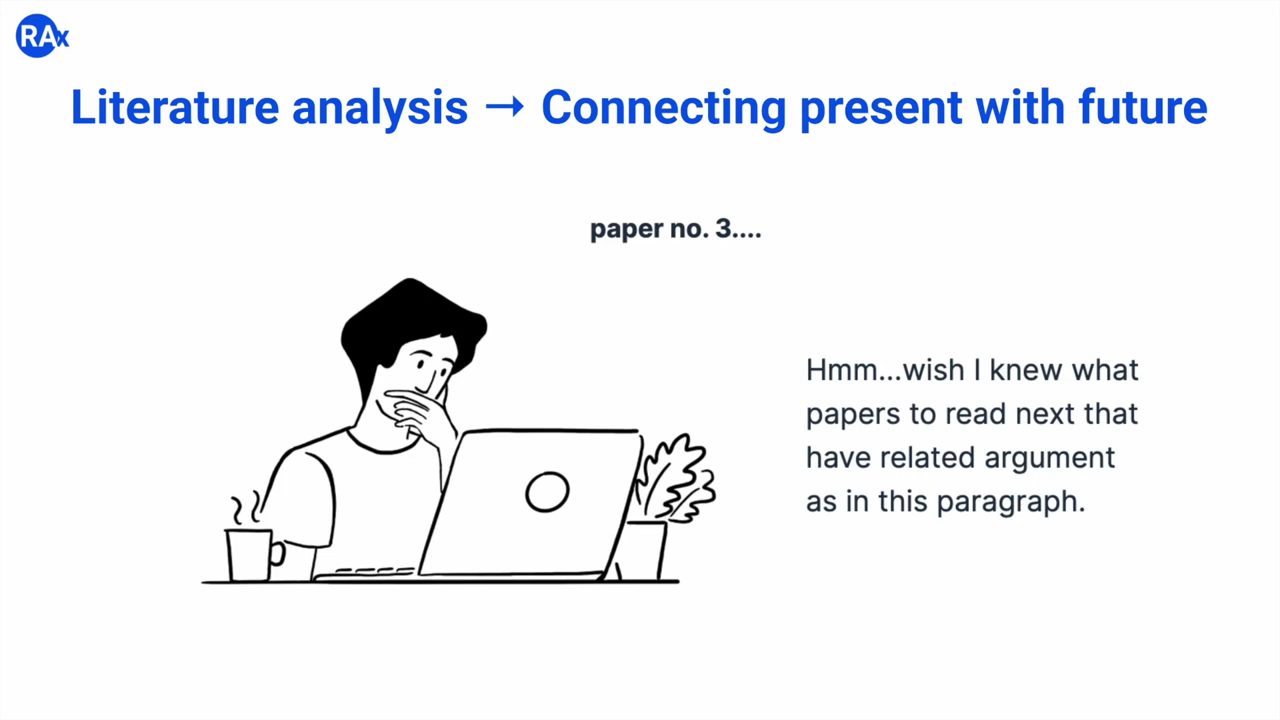 RAx
Literature analysis → Connecting present with future
paper no. 3....
Hmm...wish I knew what
papers to read next that
have related argument
as in this paragraph.